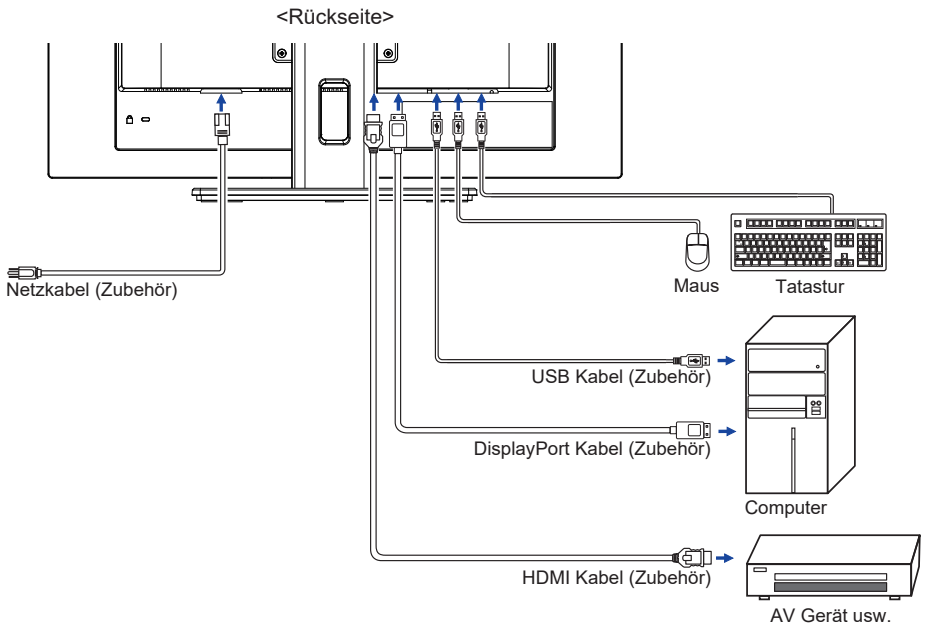 <Rückseite>
Netzkabel (Zubehör)
Maus
Tatastur
USB Kabel (Zubehör)
DisplayPort Kabel (Zubehör)
Computer
HDMI Kabel (Zubehör)
AV Gerät usw.